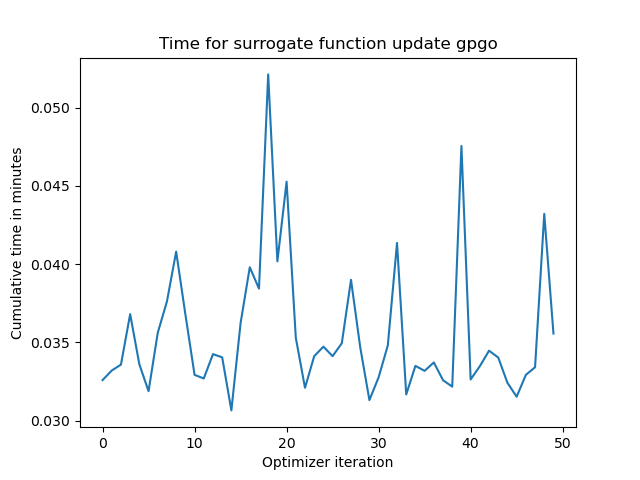 Time for surrogate function update gpgo
0.050
0.045
0.040
0.035
0.030
Cumulative time in minutes
0 10 20 30 40 50
Optimizer iteration